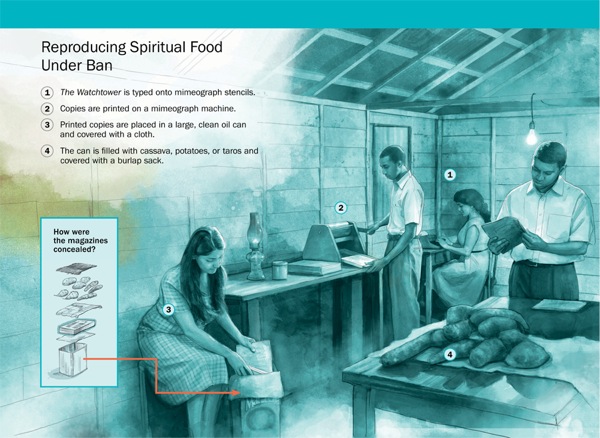 Reproducing Spiritual Food
Under Ban
1 The Watchtower is typed onto mimeograph stencils.
2 Copies are printed on a mimeograph machine.
3 Printed copies are placed in a large, clean oil can
and covered with a cloth.
4 The can is filled with cassava, potatoes, or taros and
covered with a burlap sack.
How were
the magazines
concealed?
1
2
3
4